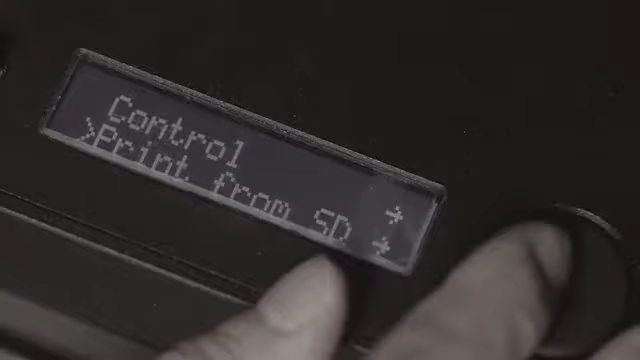 Control →
>Print from SD →